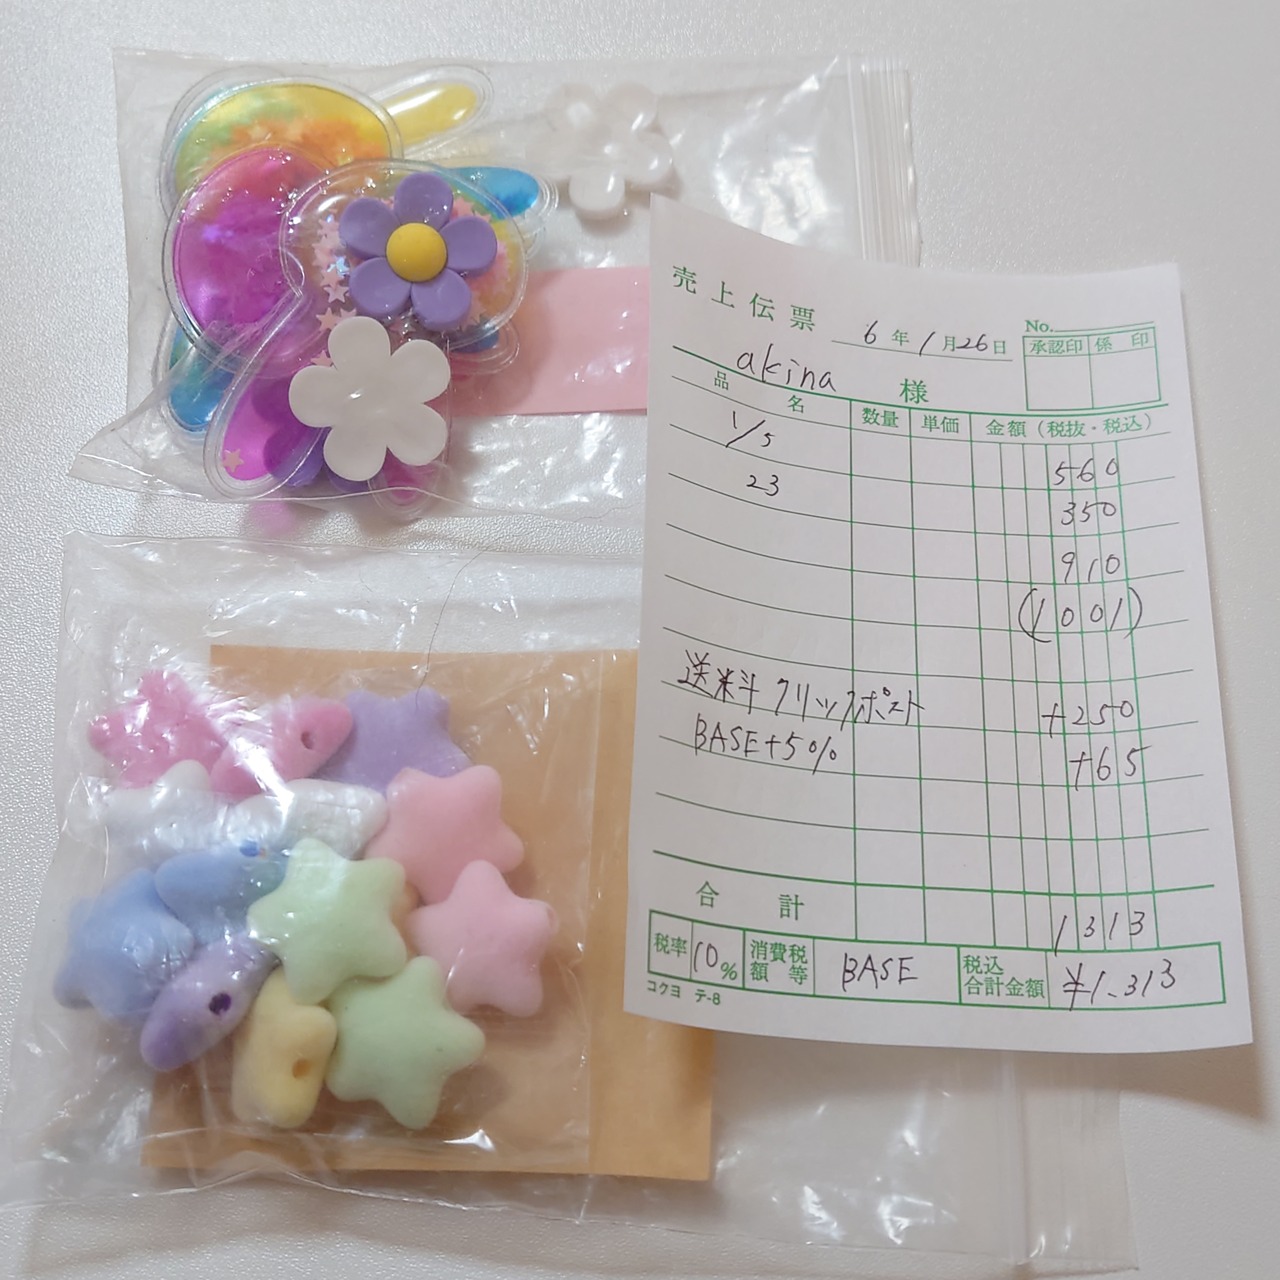 売上伝票
6年1月26日
No.
承認印 係印
akina 様
品名 数量 単価 金額(税抜・税込)
1/5 560
23 350
910
(1001)
送料 クリックポスト +250
BASE+5% +65
合計 1313
税率 10% 消費税額等 BASE 税込合計金額 ¥1.313
コクヨ テ-8